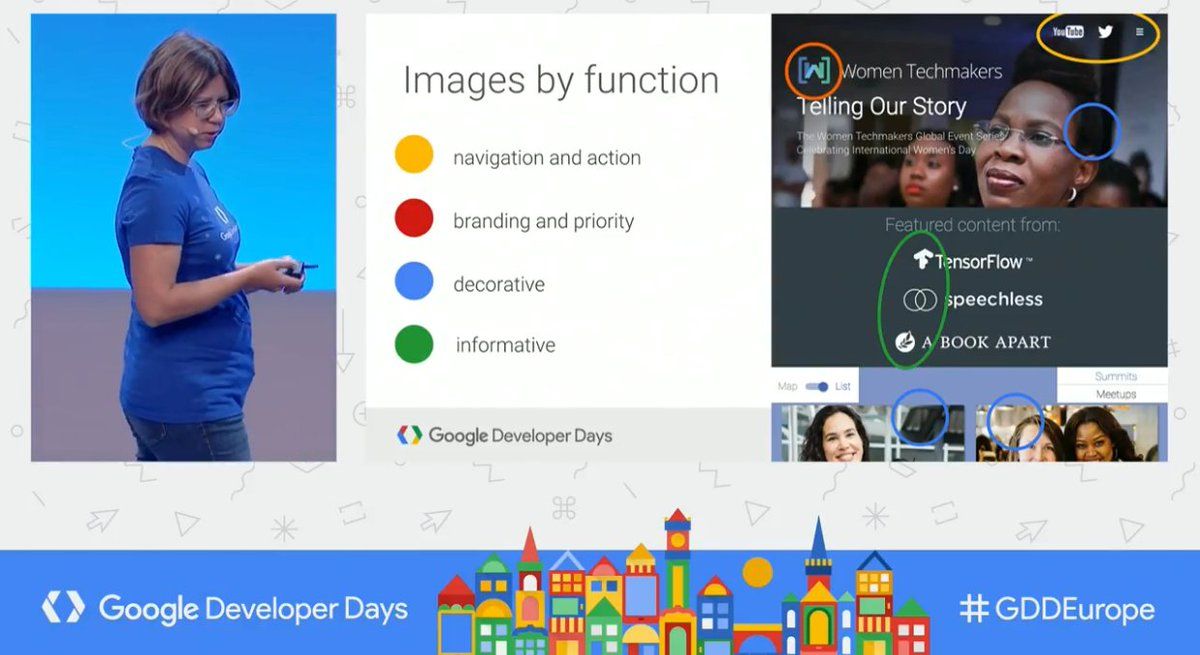 Google Develo
Images by function
navigation and action
branding and priority
decorative
informative
Google Developer Days
YouTube
Women Techmakers
Telling Our Story
The Women Techmakers Global Event Series
Celebrating International Women's Day
Featured content from:
TensorFlow™
speechless
A BOOK APART
Map
List
Summits
Meetups
Google Developer Days
#GDDEurope